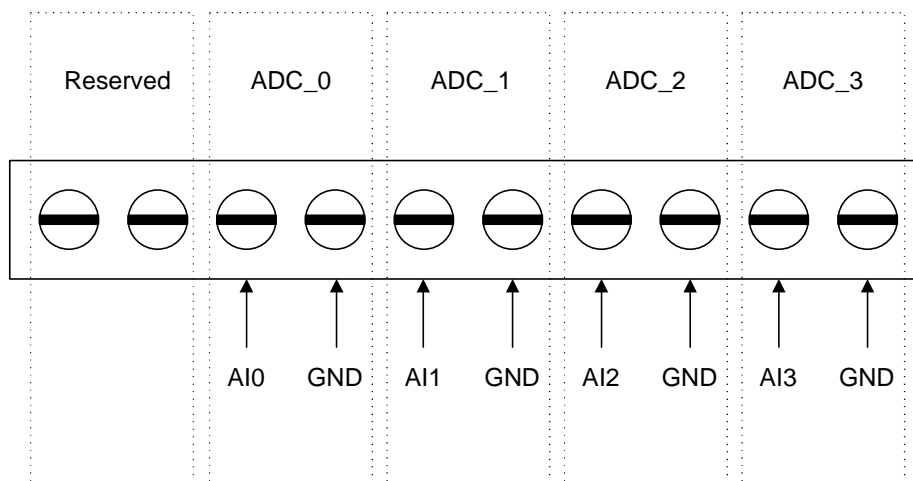 Reserved ADC_0 ADC_1 ADC_2 ADC_3
AI0 GND AI1 GND AI2 GND AI3 GND